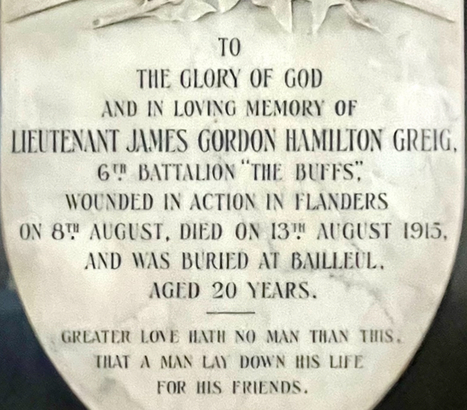 TO
THE GLORY OF GOD
AND IN LOVING MEMORY OF
LIEUTENANT JAMES GORDON HAMILTON GREIG,
6TH BATTALION "THE BUFFS",
WOUNDED IN ACTION IN FLANDERS
ON 8TH AUGUST, DIED ON 13TH AUGUST 1915,
AND WAS BURIED AT BAILLEUL,
AGED 20 YEARS.
GREATER LOVE HATH NO MAN THAN THIS,
THAT A MAN LAY DOWN HIS LIFE
FOR HIS FRIENDS.